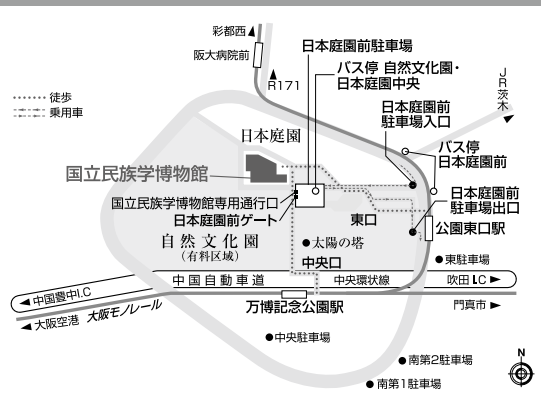 彩都西
阪大病院前
日本庭園前駐車場
バス停 自然文化園・
日本庭園中央
R171
JR茨木
徒歩
乗用車
日本庭園前
駐車場入口
日本庭園
バス停
日本庭園前
国立民族学博物館
国立民族学博物館専用通行口
日本庭園前ゲート
日本庭園前
駐車場出口
東口
公園東口駅
自然文化園
(有料区域)
太陽の塔
中央口
東駐車場
中国自動車道
中央環状線
吹田I.C
中国豊中I.C
大阪空港
大阪モノレール
万博記念公園駅
門真市
中央駐車場
南第2駐車場
南第1駐車場
N